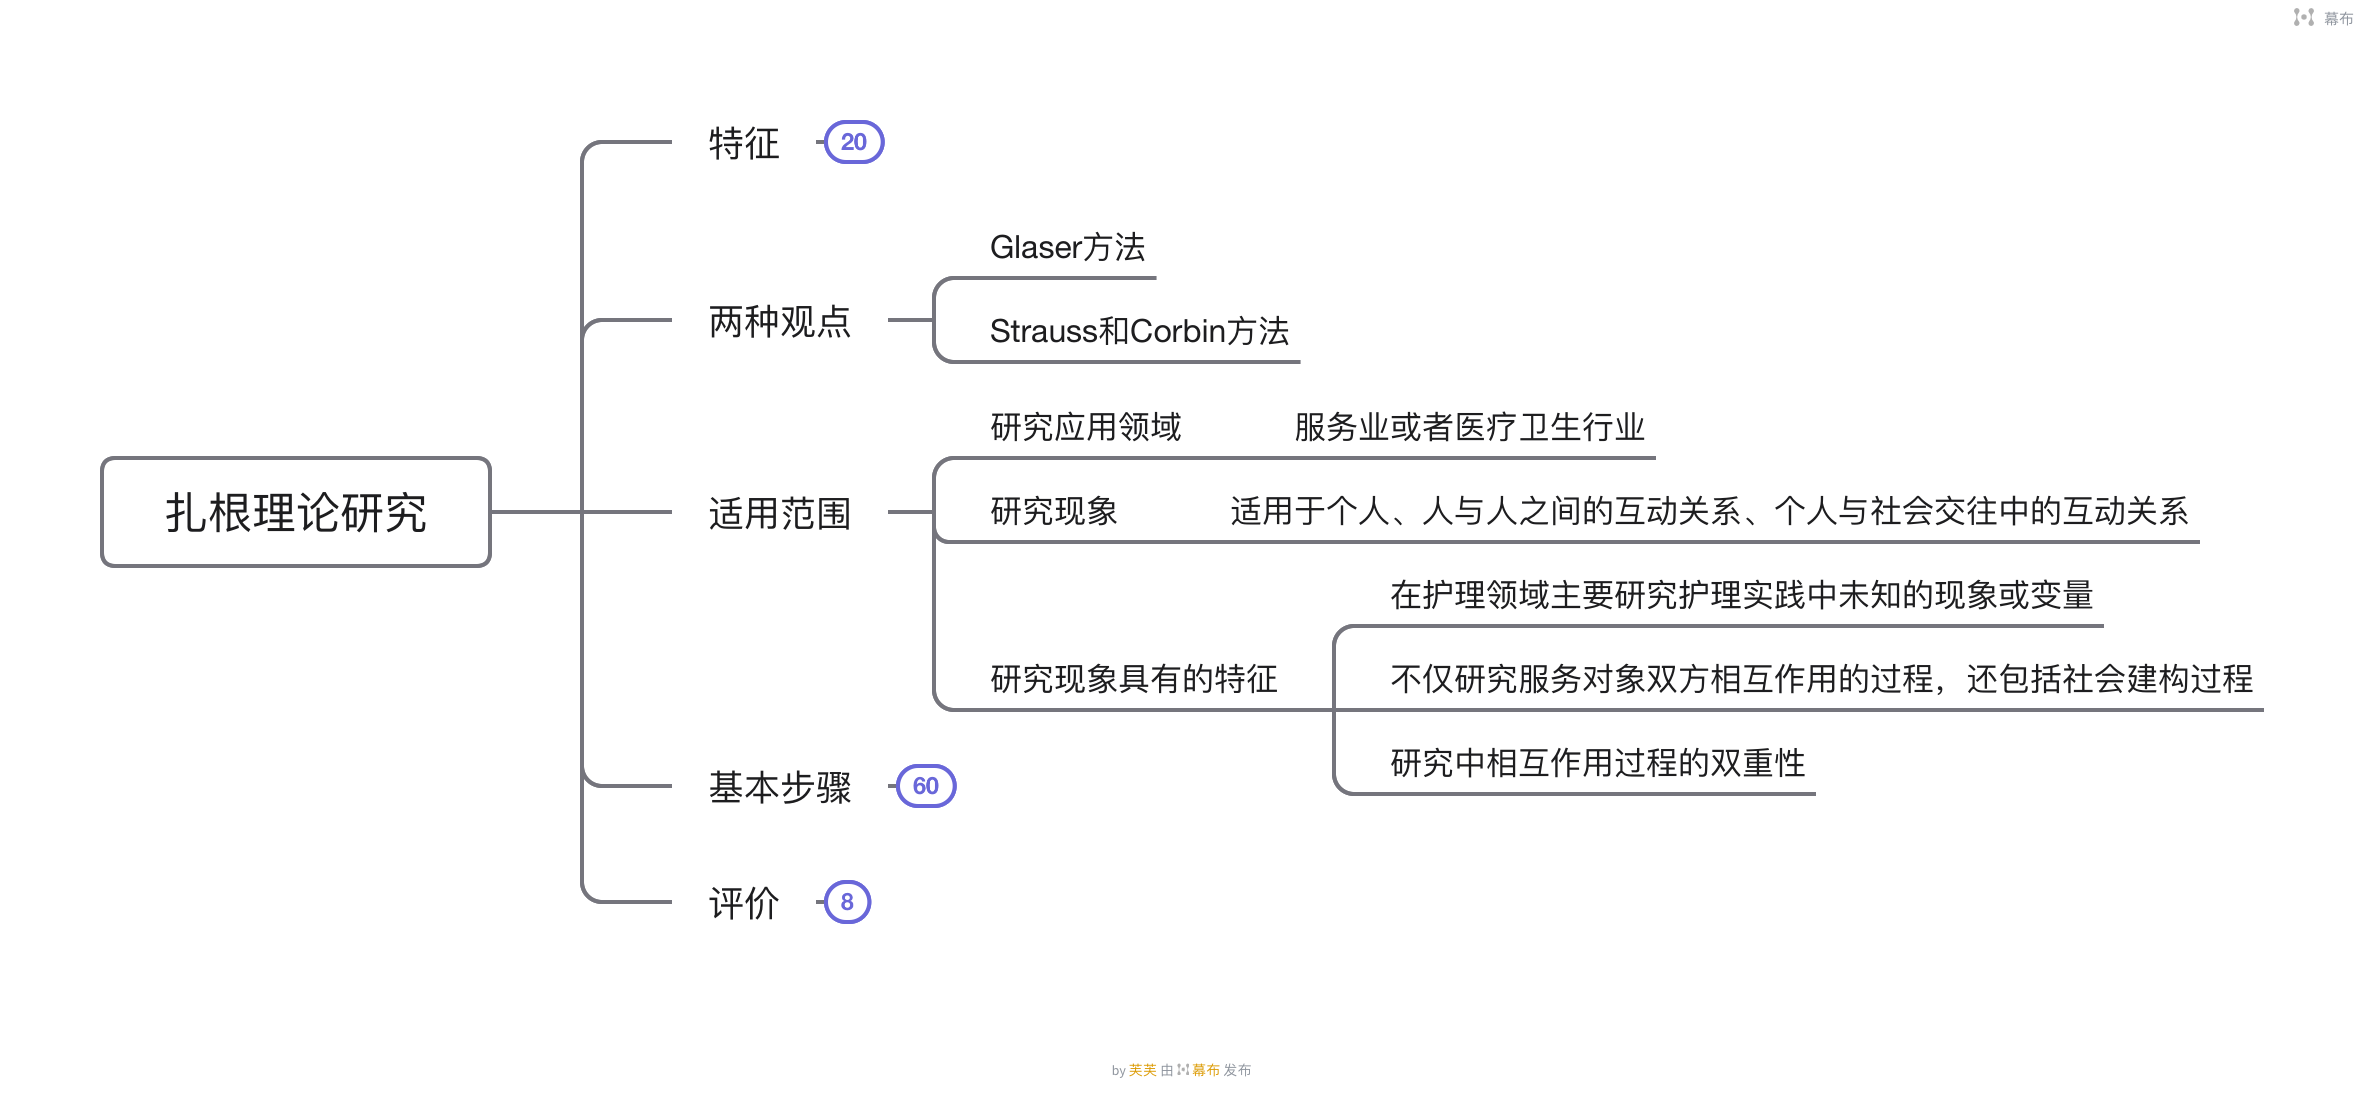 幕布
特征 20
Glaser方法
两种观点
Strauss和Corbin方法
研究应用领域 服务业或者医疗卫生行业
扎根理论研究
适用范围
研究现象 适用于个人、人与人之间的互动关系、个人与社会交往中的互动关系
在护理领域主要研究护理实践中未知的现象或变量
研究现象具有的特征 不仅研究服务对象双方相互作用的过程，还包括社会建构过程
研究中相互作用过程的双重性
基本步骤 60
评价 8
by 芙芙 由 幕布 发布